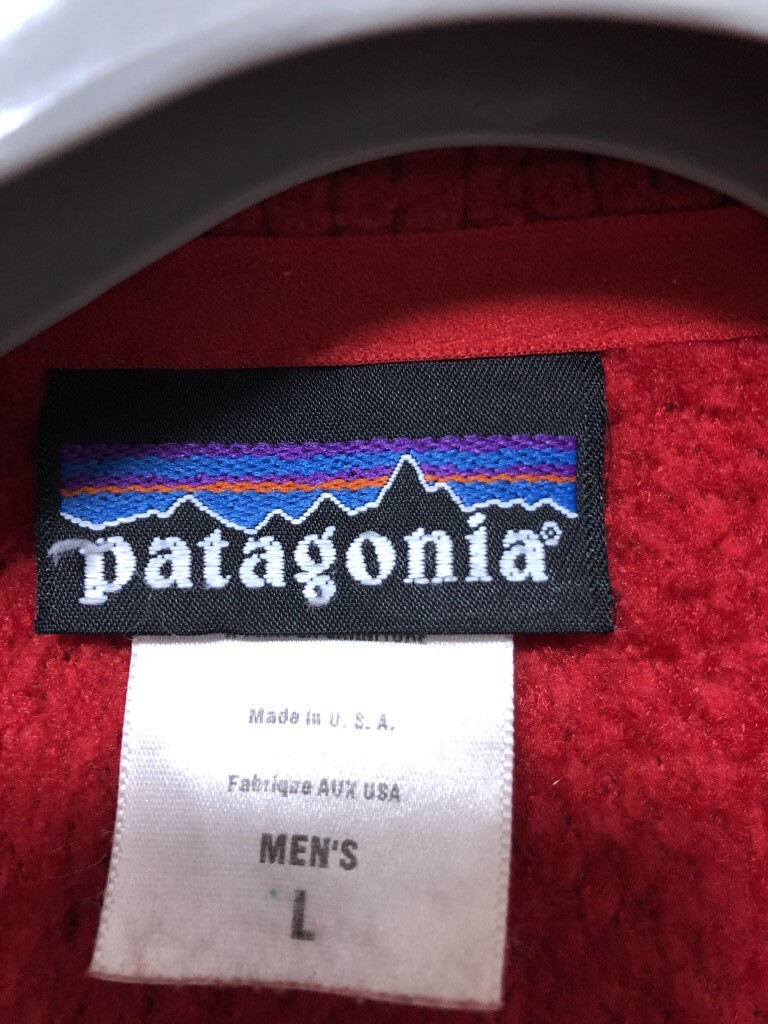 patagonia®
Made in U.S.A.
Fabrique AUX USA
MEN'S
L